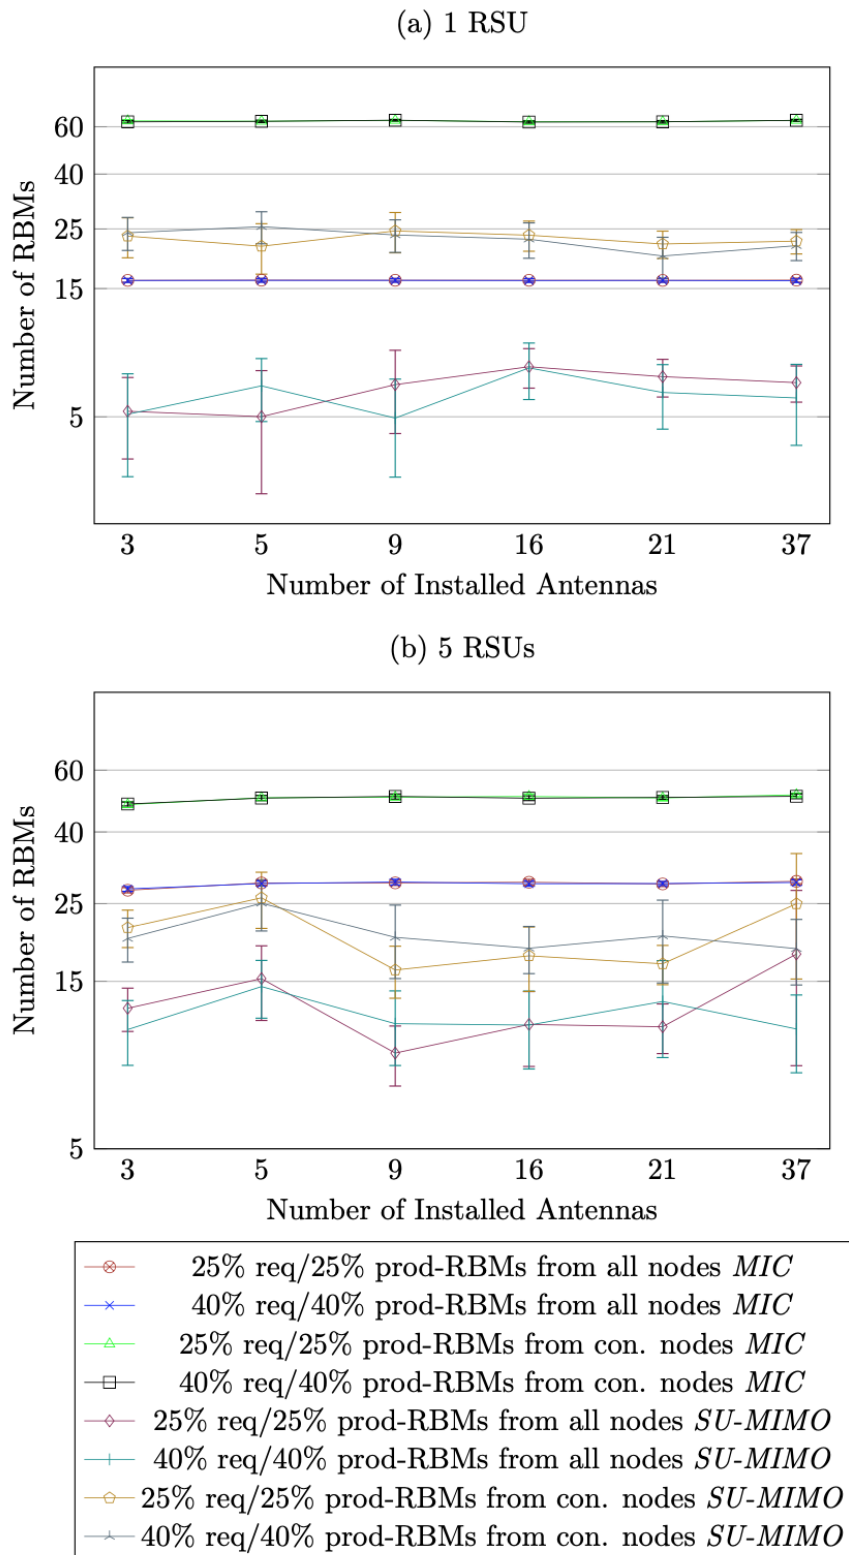 (a) 1 RSU
60
40
25
15
5
Number of RBMs
3 5 9 16 21 37
Number of Installed Antennas
(b) 5 RSUs
60
40
25
15
5
Number of RBMs
3 5 9 16 21 37
Number of Installed Antennas
25% req/25% prod-RBMs from all nodes MIC
40% req/40% prod-RBMs from all nodes MIC
25% req/25% prod-RBMs from con. nodes MIC
40% req/40% prod-RBMs from con. nodes MIC
25% req/25% prod-RBMs from all nodes SU-MIMO
40% req/40% prod-RBMs from all nodes SU-MIMO
25% req/25% prod-RBMs from con. nodes SU-MIMO
40% req/40% prod-RBMs from con. nodes SU-MIMO